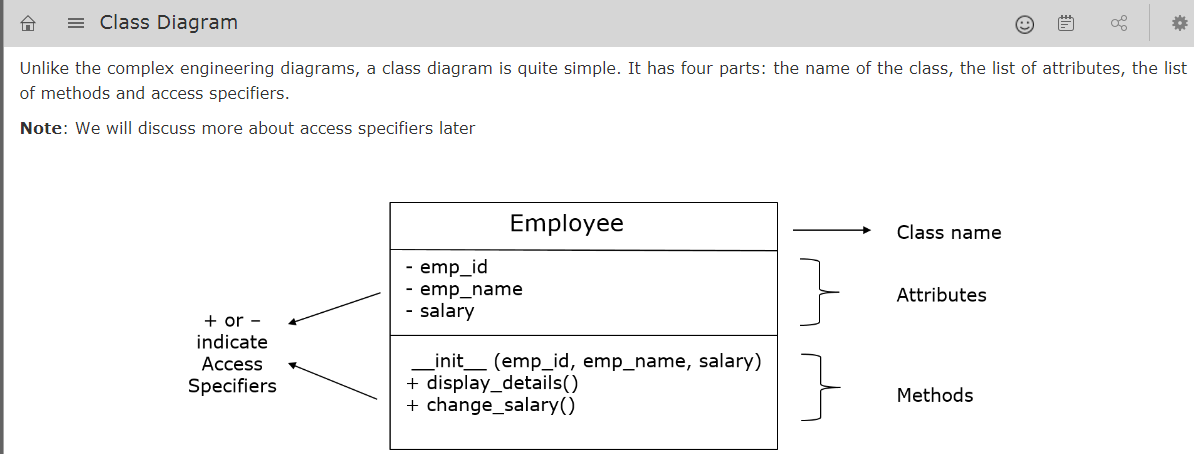 Class Diagram
Unlike the complex engineering diagrams, a class diagram is quite simple. It has four parts: the name of the class, the list of attributes, the list
of methods and access specifiers.
Note: We will discuss more about access specifiers later
Employee
Class name
- emp_id
- emp_name
- salary
Attributes
+ or –
indicate
Access
Specifiers
__init__ (emp_id, emp_name, salary)
+ display_details()
+ change_salary()
Methods